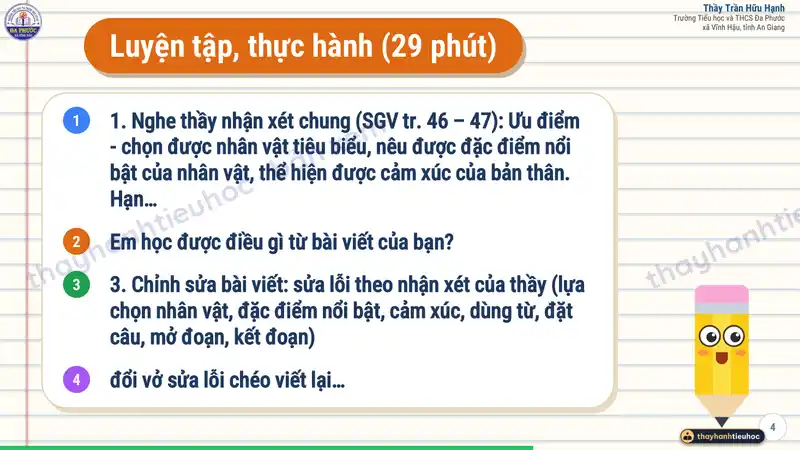 ĐA PHƯỚC
Thầy Trần Hữu Hạnh
Trường Tiểu học và THCS Đa Phước
xã Vĩnh Hậu, tỉnh An Giang
Luyện tập, thực hành (29 phút)
1
1. Nghe thầy nhận xét chung (SGV tr. 46 – 47): Ưu điểm
- chọn được nhân vật tiêu biểu, nêu được đặc điểm nổi
bật của nhân vật, thể hiện được cảm xúc của bản thân.
Hạn...
2
Em học được điều gì từ bài viết của bạn?
3
3. Chỉnh sửa bài viết: sửa lỗi theo nhận xét của thầy (lựa
chọn nhân vật, đặc điểm nổi bật, cảm xúc, dùng từ, đặt
câu, mở đoạn, kết đoạn)
4
đổi vở sửa lỗi chéo viết lại...
thayhanhtieuhoc
thayhanhtieuhoc
4
thayhanhtieuhoc